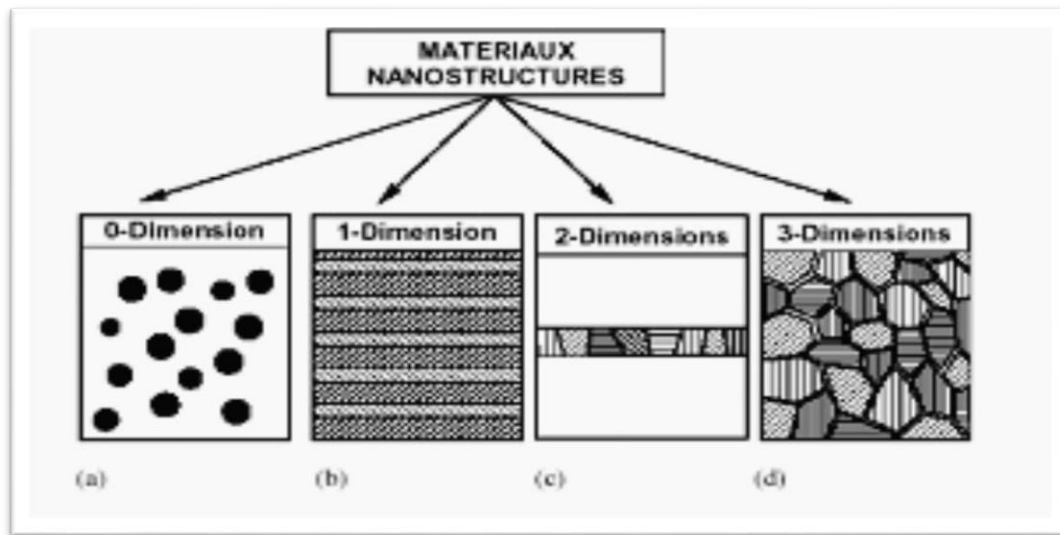 MATERIAUX
NANOSTRUCTURES
0-Dimension
1-Dimension
2-Dimensions
3-Dimensions
(a)
(b)
(c)
(d)